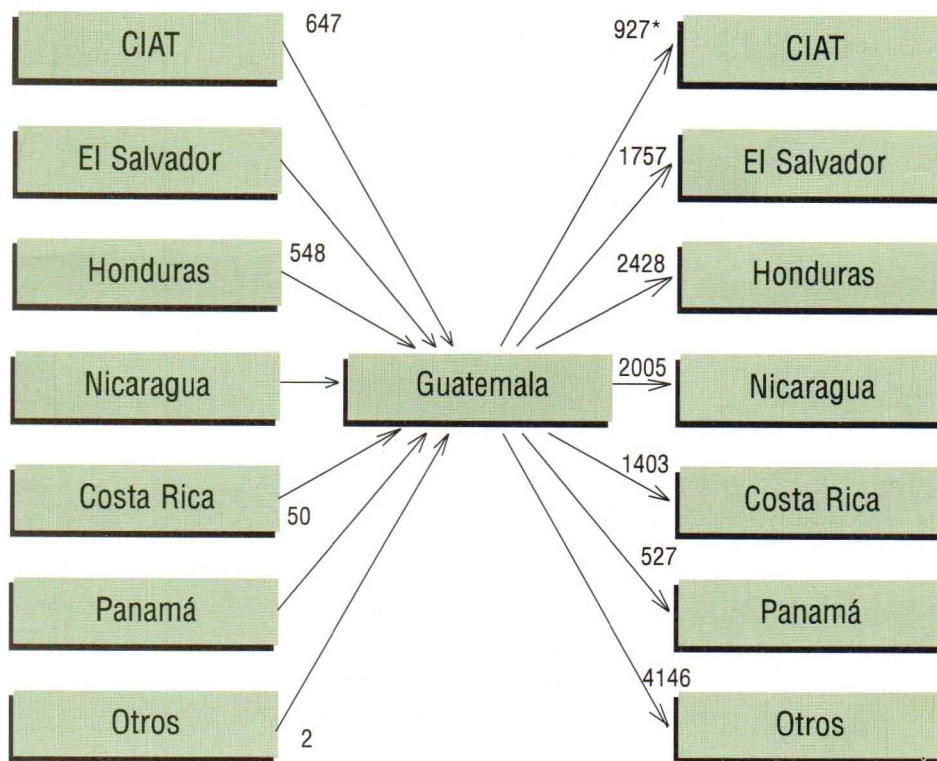 CIAT
647
El Salvador
Honduras
548
Nicaragua
Costa Rica
50
Panamá
Otros
2
Guatemala
927*
CIAT
1757
El Salvador
2428
Honduras
2005
Nicaragua
1403
Costa Rica
527
Panamá
4146
Otros